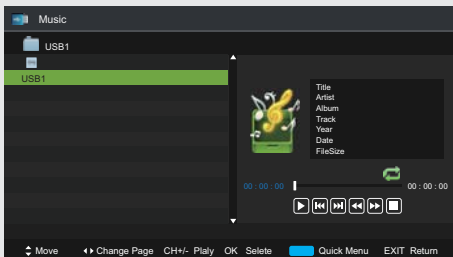 Music
USB1
USB1
Title
Artist
Album
Track
Year
Date
FileSize
00 : 00 : 00
00 : 00 : 00
Move Change Page CH+/- Plaly OK Selete Quick Menu EXIT Return